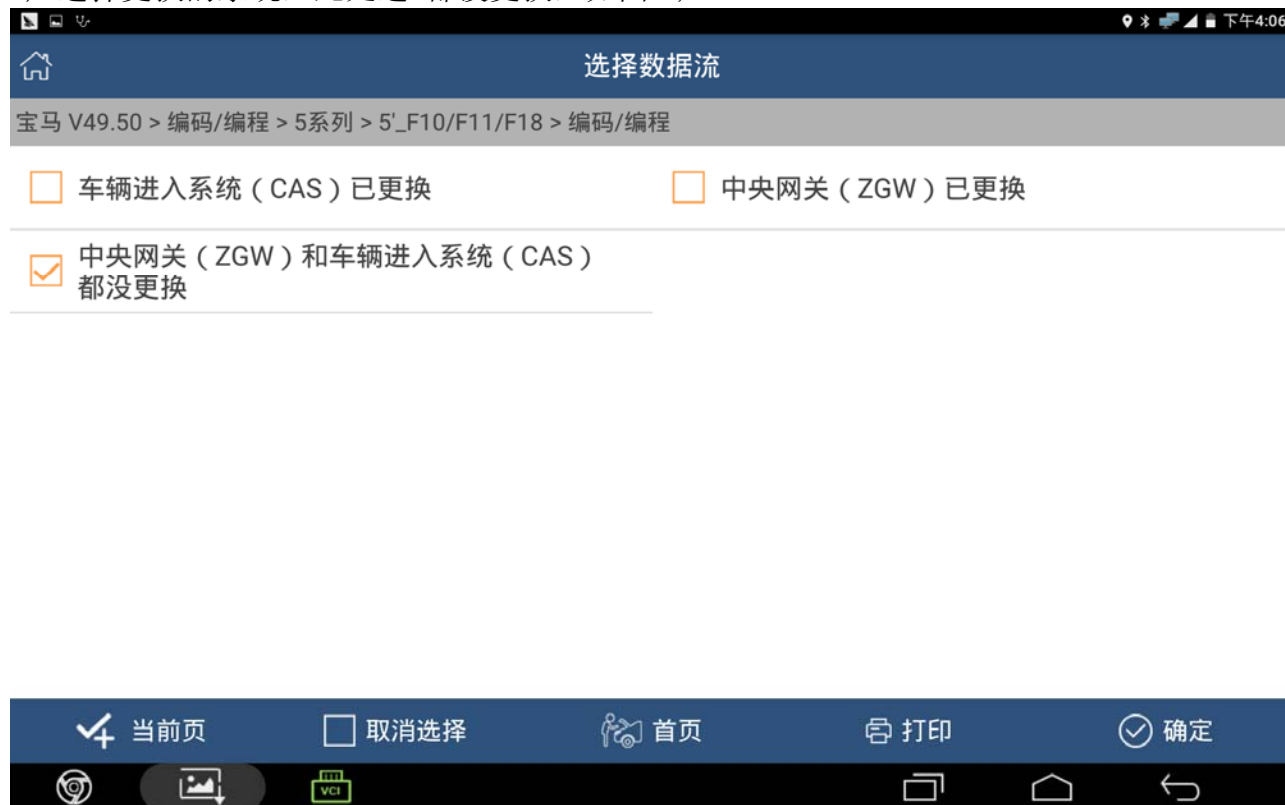 下午4:06
选择数据流
宝马 V49.50 > 编码/编程 > 5系列 > 5'_F10/F11/F18 > 编码/编程
车辆进入系统（CAS）已更换
中央网关（ZGW）已更换
中央网关（ZGW）和车辆进入系统（CAS）
都没更换
当前页
取消选择
首页
打印
确定
VCI